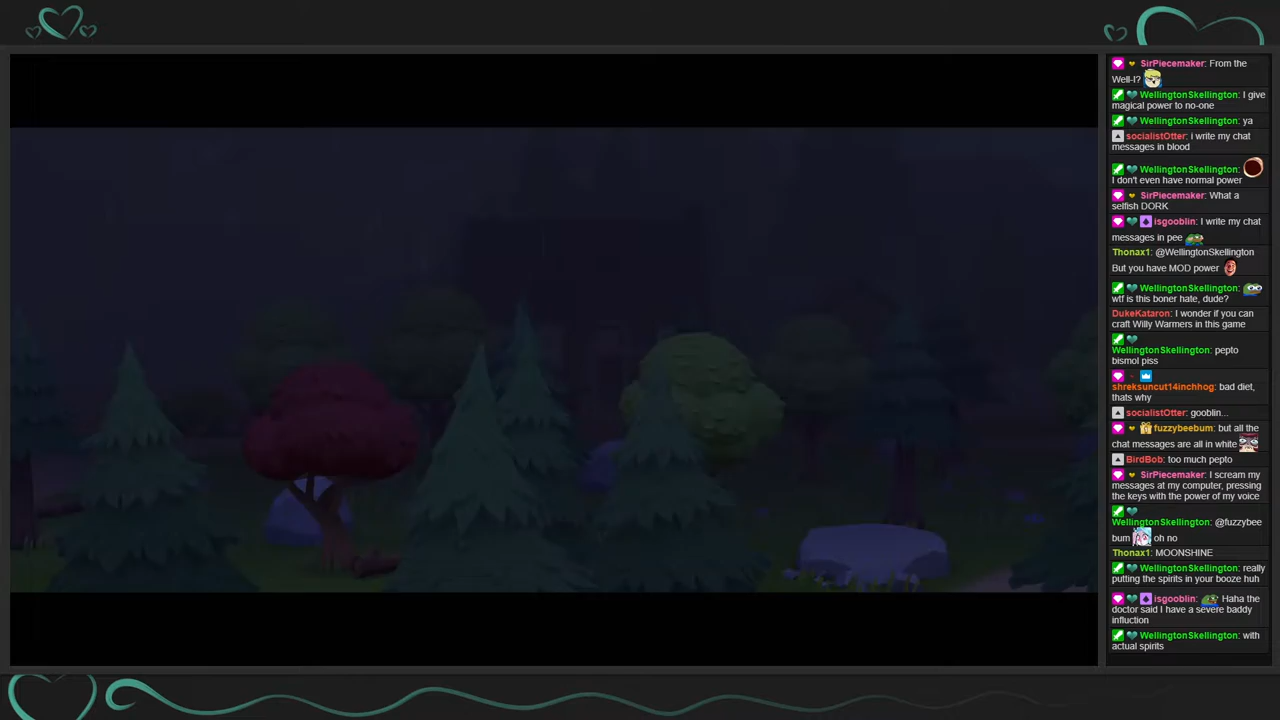 SirPiecemaker: From the
Well-I?
WellingtonSkellington: I give
magical power to no-one
WellingtonSkellington: ya
socialistOtter: i write my chat
messages in blood
WellingtonSkellington:
I don't even have normal power
SirPiecemaker: What a
selfish DORK
isgooblin: I write my chat
messages in pee
Thonax1: @WellingtonSkellington
But you have MOD power
WellingtonSkellington:
wtf is this boner hate, dude?
DukeKataron: I wonder if you can
craft Willy Warmers in this game
WellingtonSkellington: pepto
bismol piss
shreksuncut14inchhog: bad diet,
thats why
socialistOtter: gooblin...
fuzzybeebum: but all the
chat messages are all in white
BirdBob: too much pepto
SirPiecemaker: I scream my
messages at my computer, pressing
the keys with the power of my voice
WellingtonSkellington: @fuzzybee
bum oh no
Thonax1: MOONSHINE
WellingtonSkellington: really
putting the spirits in your booze huh
isgooblin: Haha the
doctor said I have a severe baddy
influction
WellingtonSkellington: with
actual spirits